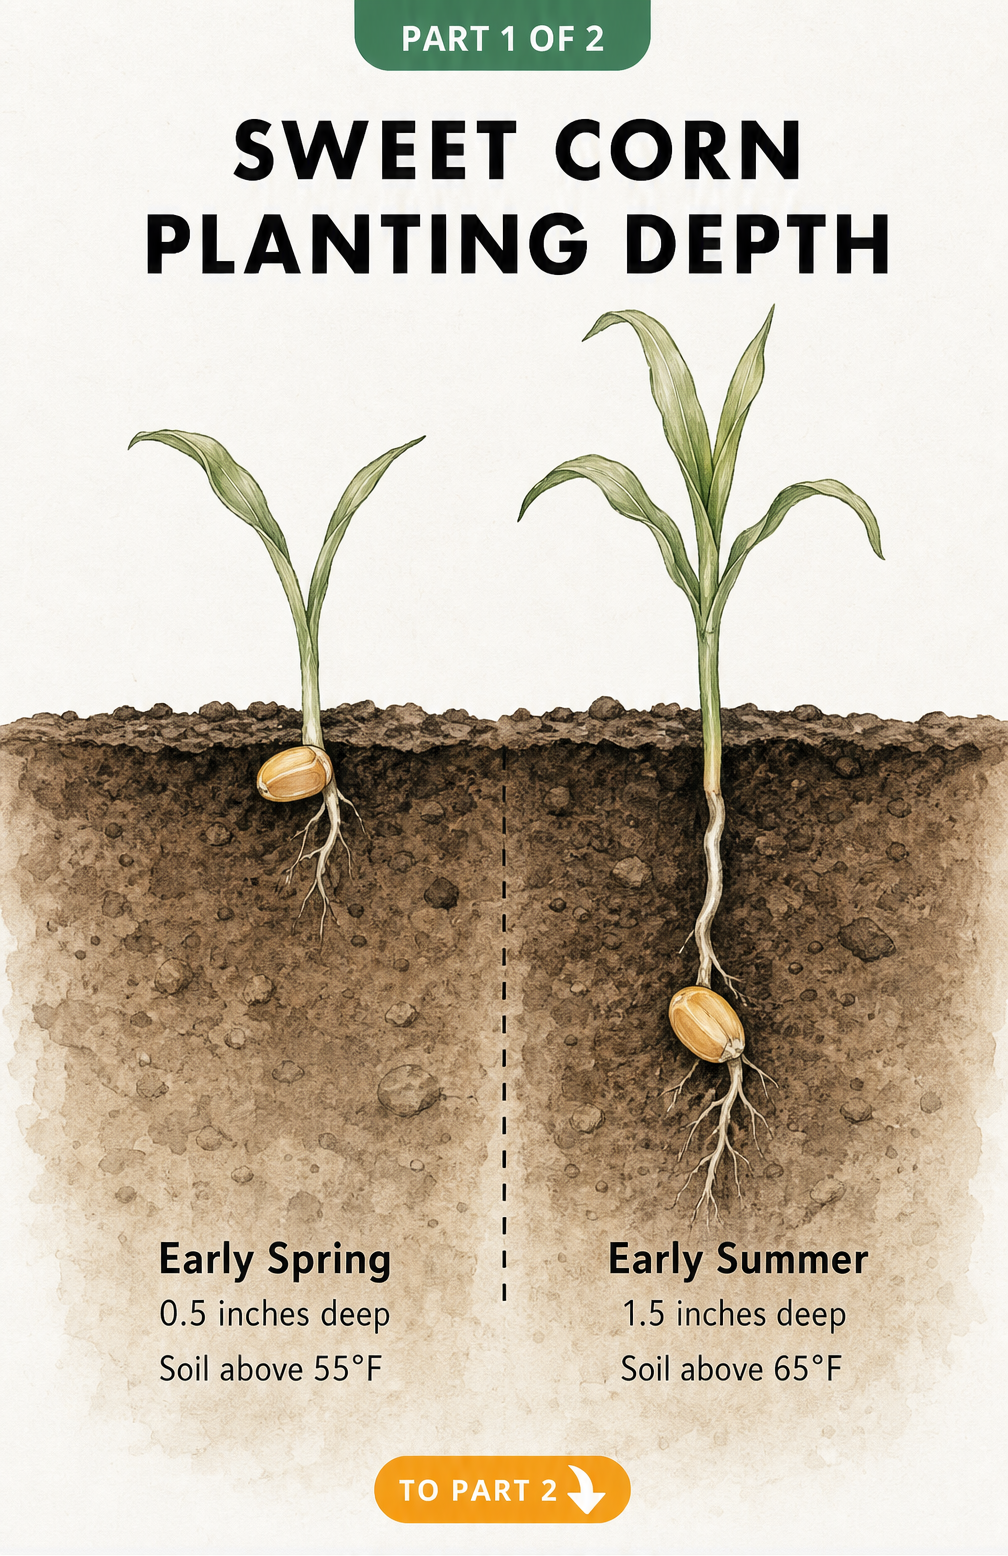 PART 1 OF 2
SWEET CORN
PLANTING DEPTH
Early Spring
0.5 inches deep
Soil above 55°F
Early Summer
1.5 inches deep
Soil above 65°F
TO PART 2